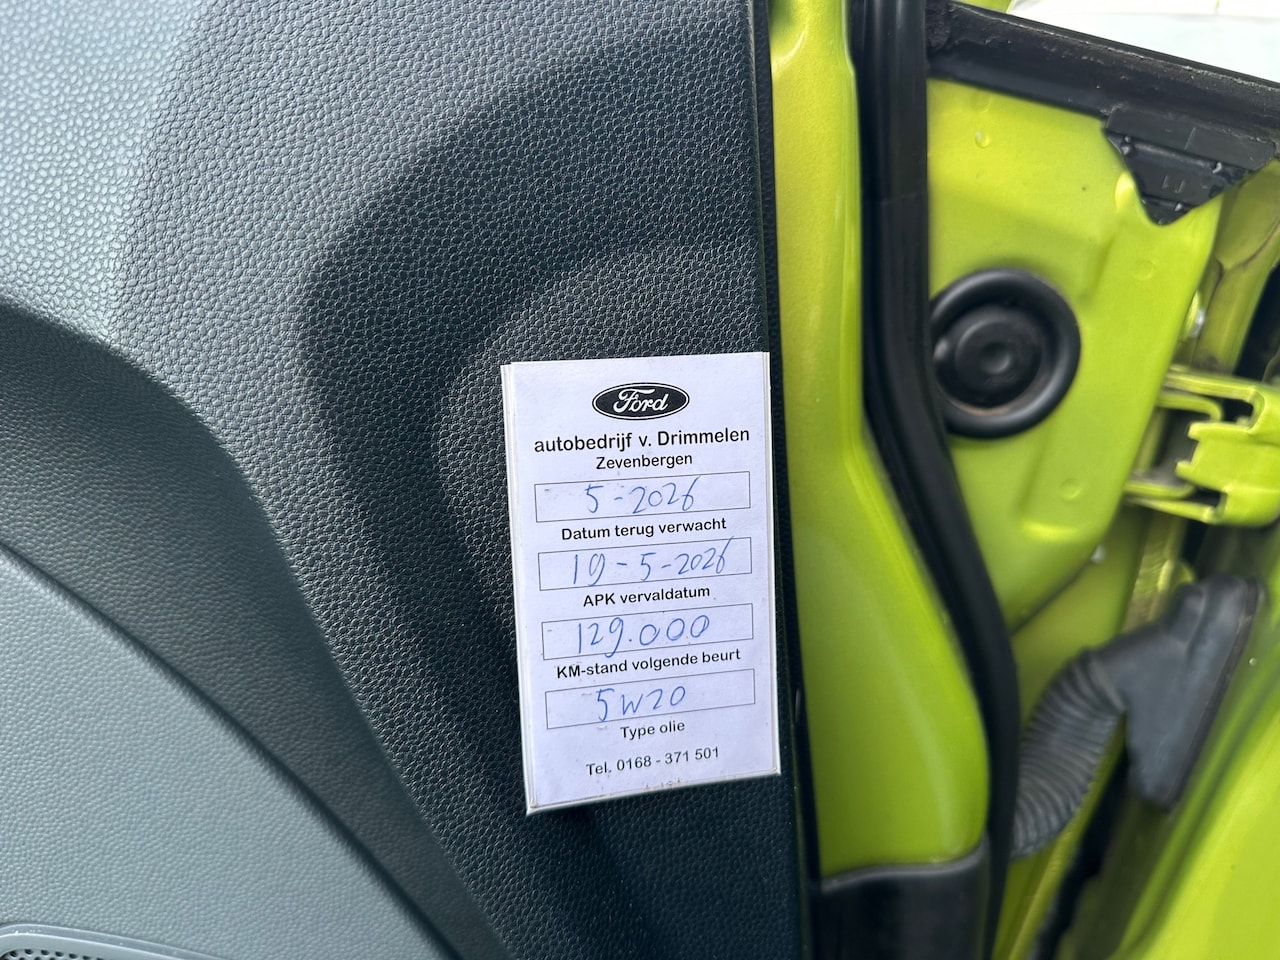 Ford
autobedrijf v. Drimmelen
Zevenbergen
5-2026
Datum terug verwacht
19-5-2026
APK vervaldatum
129.000
KM-stand volgende beurt
5W20
Type olie
Tel. 0168 - 371 501